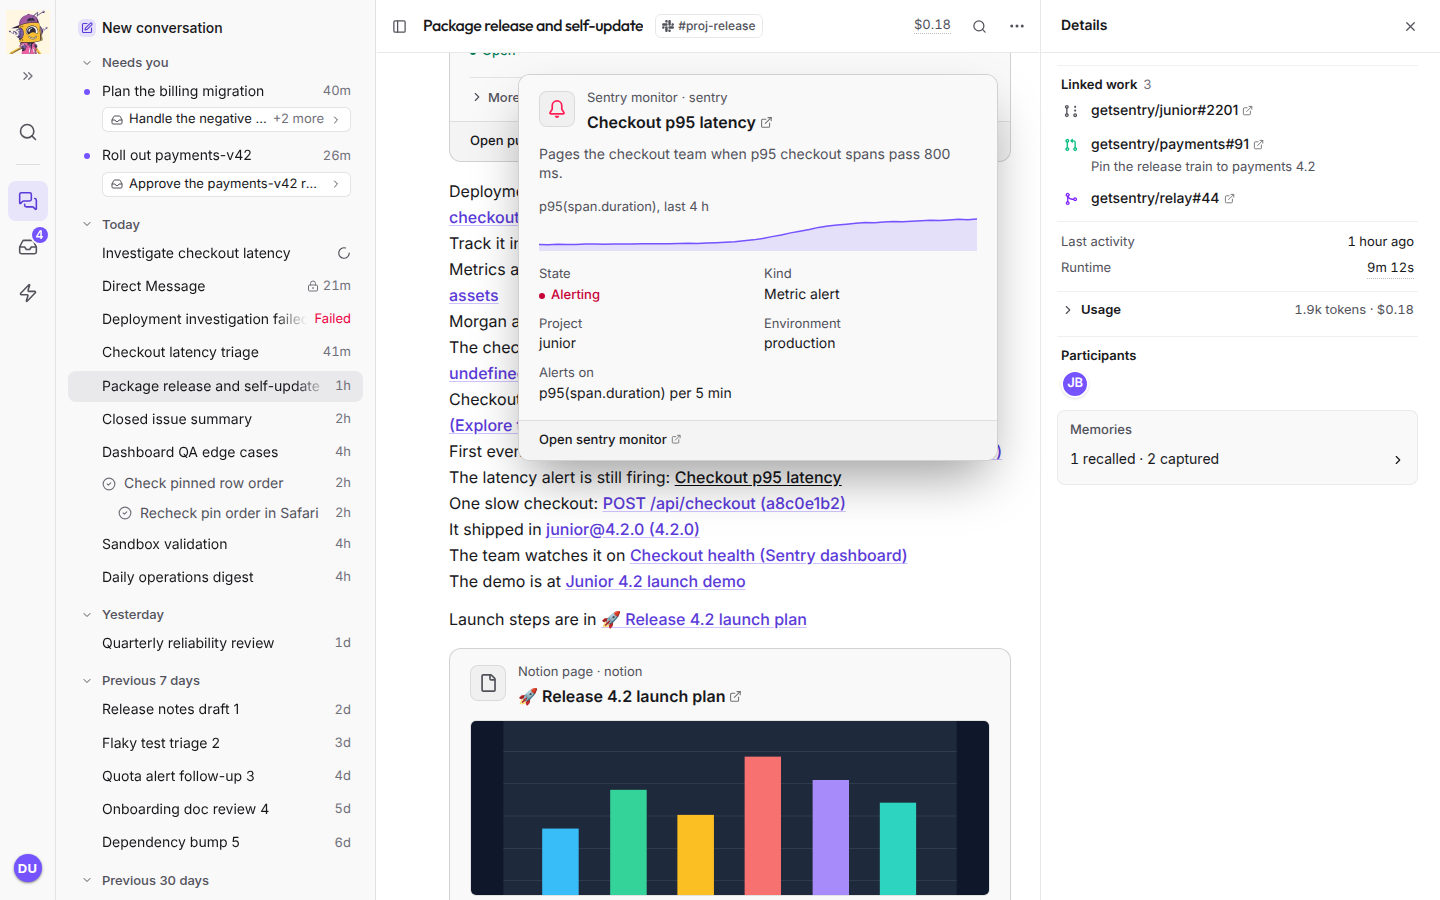 New conversation
Needs you
Plan the billing migration 40m
Handle the negative ... +2 more
Roll out payments-v42 26m
Approve the payments-v42 r...
Today
Investigate checkout latency
Direct Message 21m
Deployment investigation failed Failed
Checkout latency triage 41m
Package release and self-update 1h
Closed issue summary 2h
Dashboard QA edge cases 4h
Check pinned row order 2h
Recheck pin order in Safari 2h
Sandbox validation 4h
Daily operations digest 4h
Yesterday
Quarterly reliability review 1d
Previous 7 days
Release notes draft 1 2d
Flaky test triage 2 3d
Quota alert follow-up 3 4d
Onboarding doc review 4 5d
Dependency bump 5 6d
Previous 30 days
4
DU
Package release and self-update #proj-release $0.18
More
Open
Sentry monitor · sentry
Checkout p95 latency
Pages the checkout team when p95 checkout spans pass 800
ms.
p95(span.duration), last 4 h
State Kind
Alerting Metric alert
Project Environment
junior production
Alerts on
p95(span.duration) per 5 min
Open sentry monitor
checkout
Track it
Metrics
assets
Morgan
(Explore
The latency alert is still firing: Checkout p95 latency
One slow checkout: POST /api/checkout (a8c0e1b2)
It shipped in junior@4.2.0 (4.2.0)
The team watches it on Checkout health (Sentry dashboard)
The demo is at Junior 4.2 launch demo
Launch steps are in 🚀 Release 4.2 launch plan
Notion page · notion
🚀 Release 4.2 launch plan
Details
Linked work 3
getsentry/junior#2201
getsentry/payments#91
Pin the release train to payments 4.2
getsentry/relay#44
Last activity 1 hour ago
Runtime 9m 12s
Usage 1.9k tokens · $0.18
Participants
JB
Memories
1 recalled · 2 captured